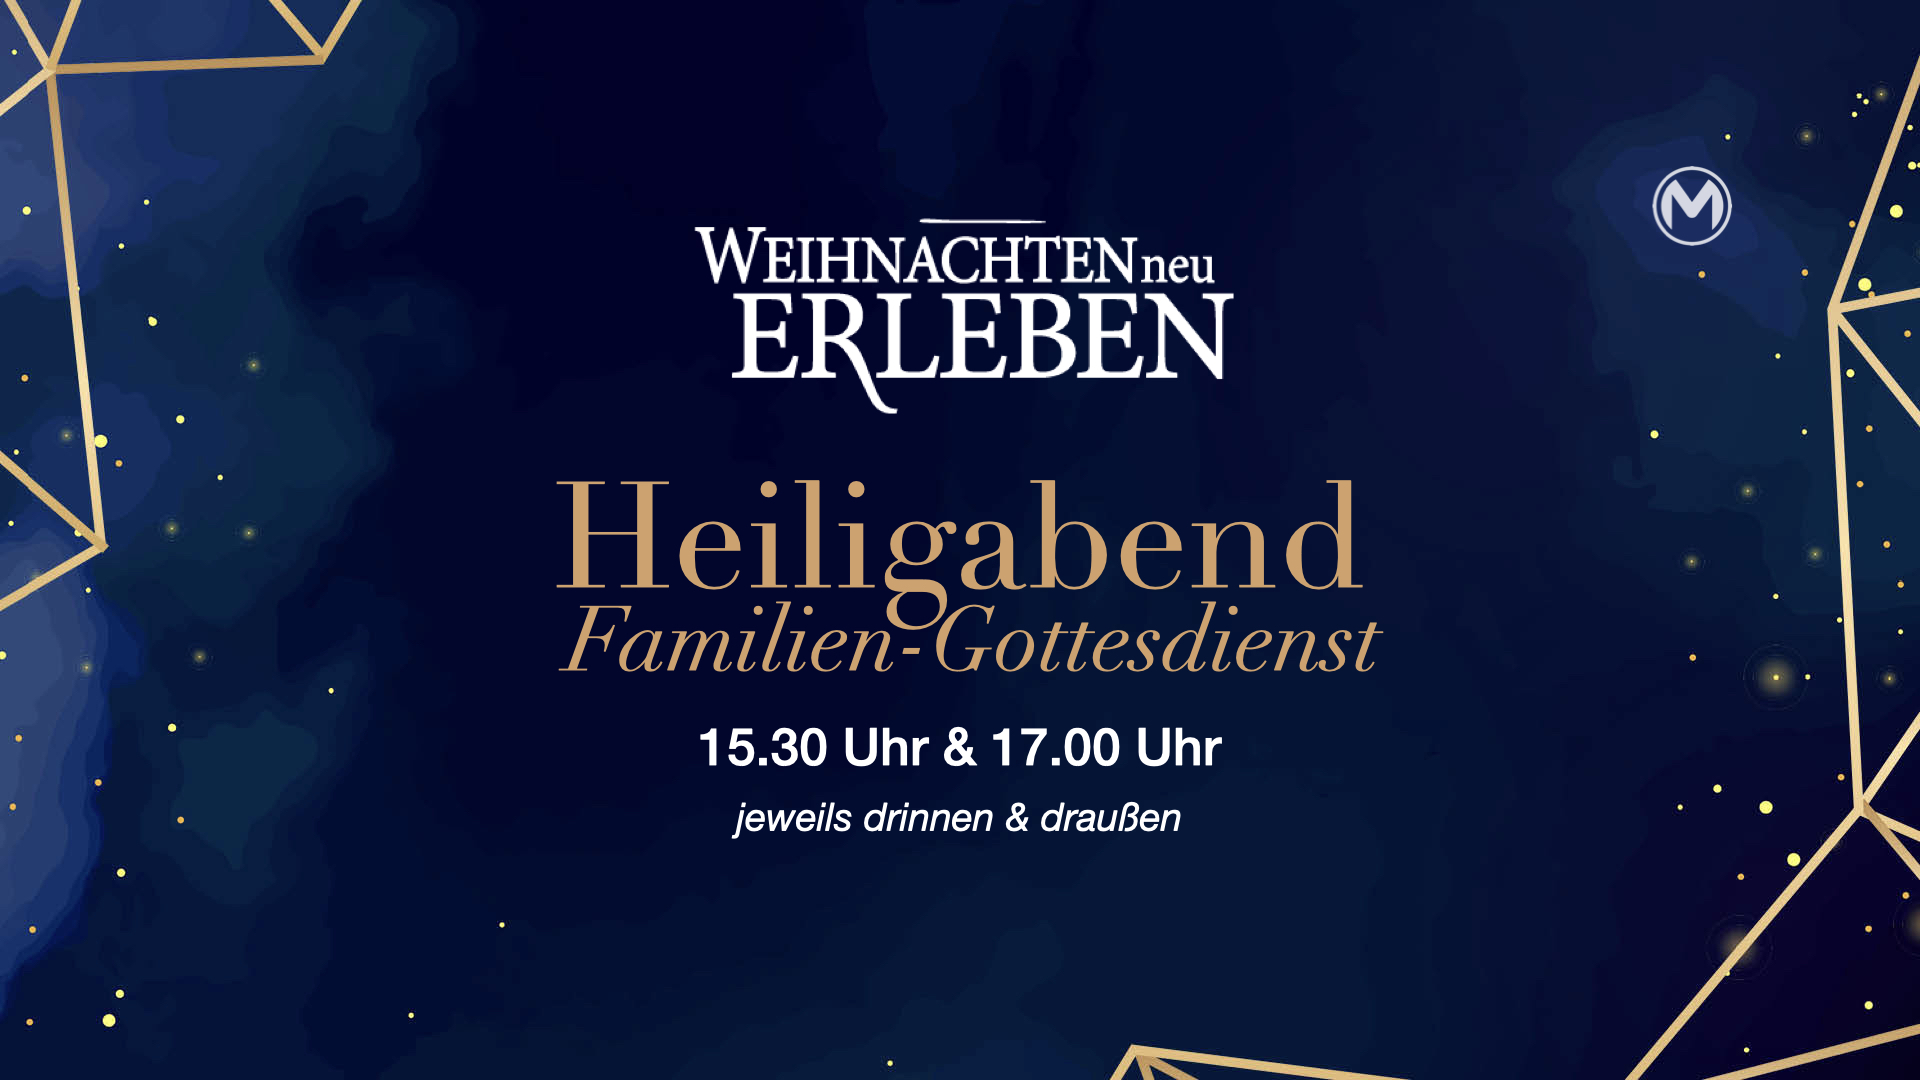 M
WEIHNACHTEN neu
ERLEBEN
Heiligabend
Familien-Gottesdienst
15.30 Uhr & 17.00 Uhr
jeweils drinnen & draußen